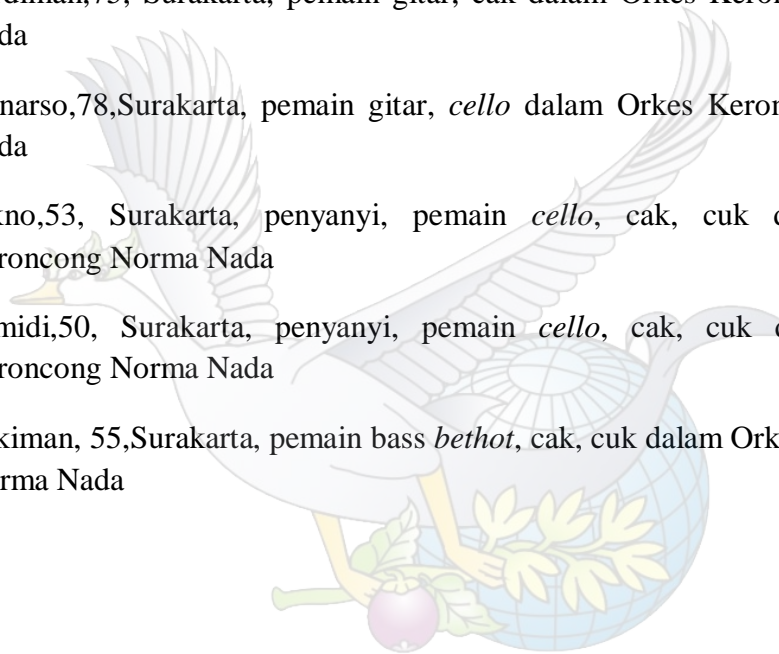 diman,75, Surakarta, pemain gitar, cak dalam Orkes Keron
da
narso,78,Surakarta, pemain gitar, cello dalam Orkes Keron
da
kno,53, Surakarta, penyanyi, pemain cello, cak, cuk d
roncong Norma Nada
midi,50, Surakarta, penyanyi, pemain cello, cak, cuk d
roncong Norma Nada
kiman, 55,Surakarta, pemain bass bethot, cak, cuk dalam Ork
rma Nada